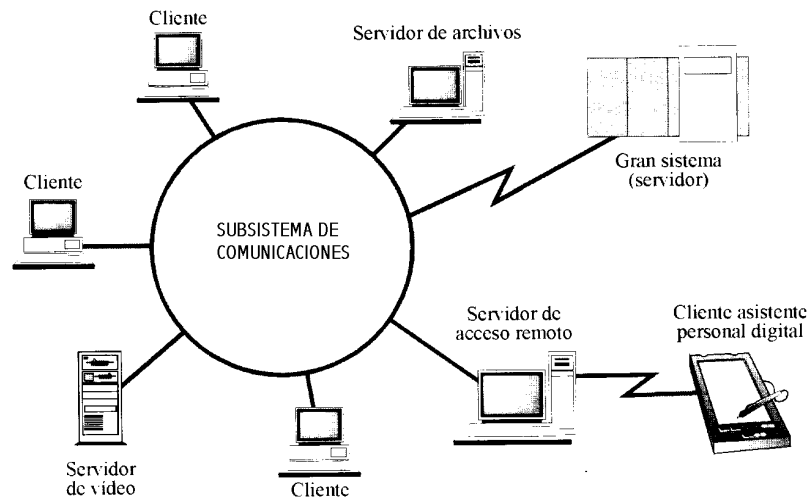 Cliente
Servidor de archivos
Gran sistema
(servidor)
Cliente
SUBSISTEMA DE
COMUNICACIONES
Servidor de
acceso remoto
Cliente asistente
personal digital
Servidor
de vídeo
Cliente